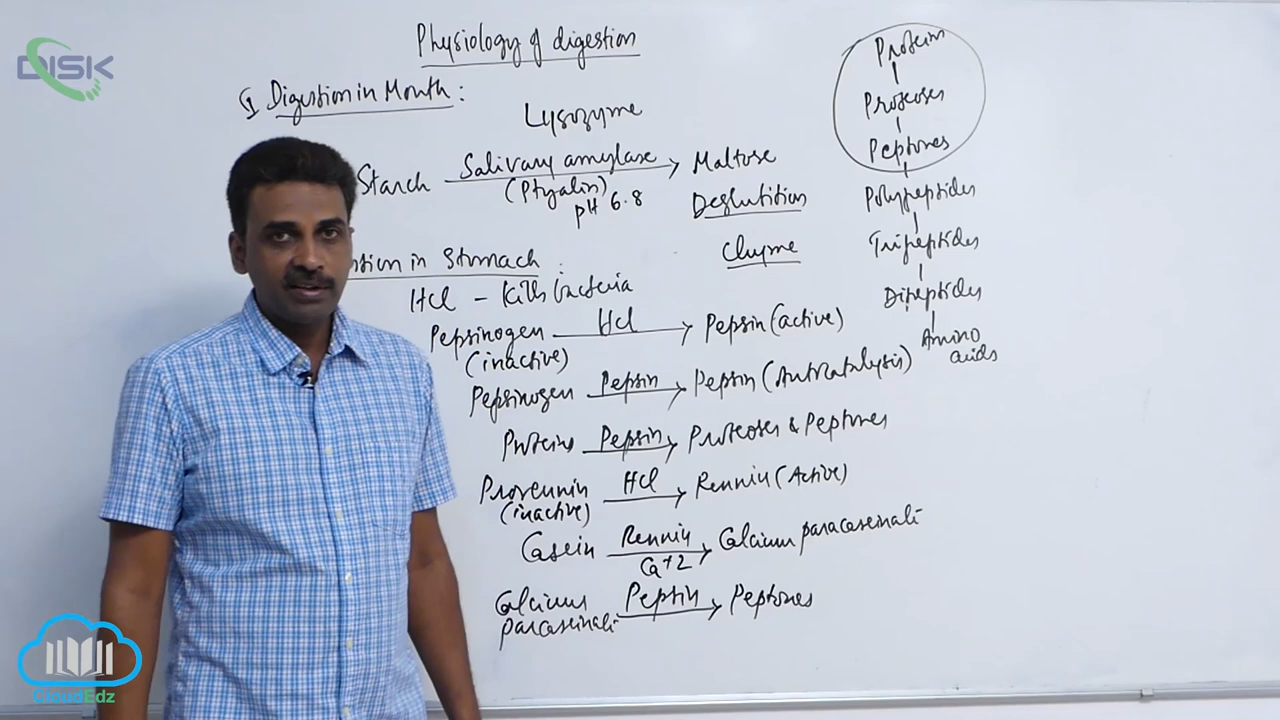 DISK
Physiology of digestion
I Digestion in Mouth :
Lysozyme
Starch Salivary amylase → Maltose
(Ptyalin)
pH 6.8
Deglutition
Chyme
stion in Stomach :
HCl - Kills bacteria
Pepsinogen HCl → Pepsin (active)
(inactive)
Pepsinogen Pepsin → Pepsin (Autocatalysis)
Proteins Pepsin → Proteoses & Peptones
Prorennin HCl → Rennin (Active)
(inactive)
Casein Rennin → Calcium paracaseinate
Ca+2
Calcium Pepsin → Peptones
paracaseinate
Proteins
Proteoses
Peptones
Polypeptides
Tripeptides
Dipeptides
Amino
acids
CloudEdz